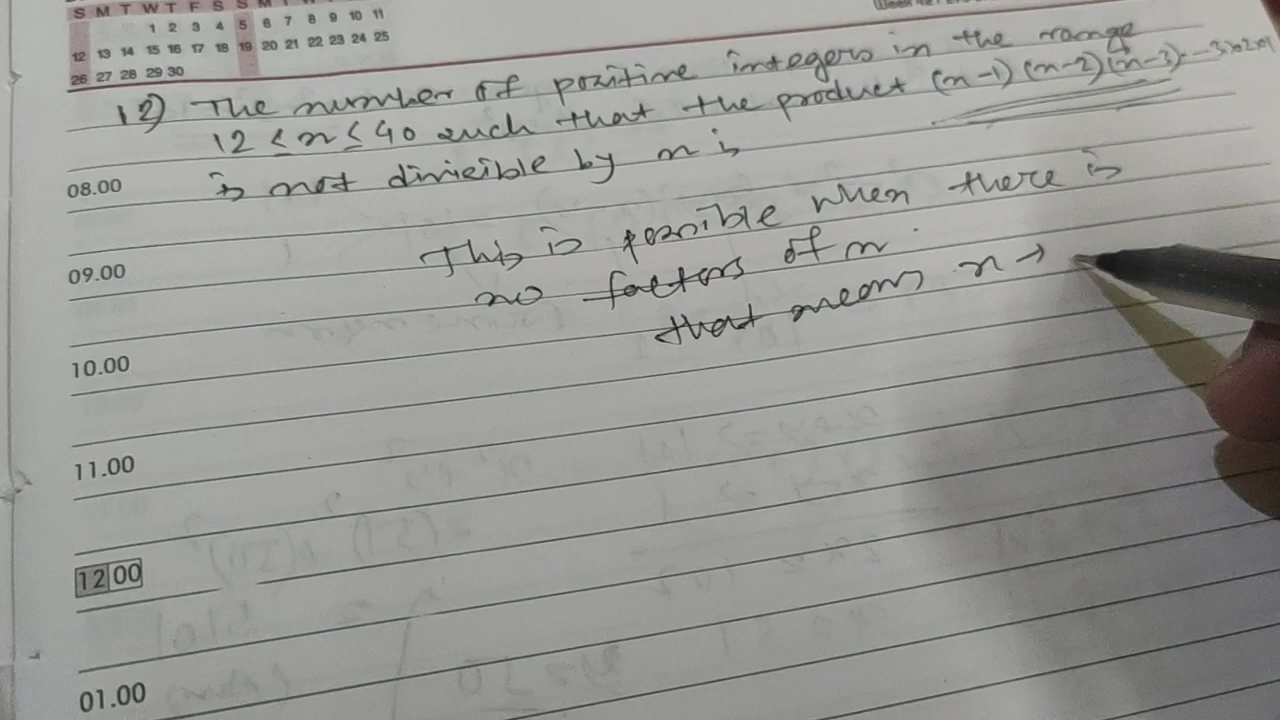 S M T W T F S S M
1 2 3 4 5 6 7 8 9 10 11
12 13 14 15 16 17 18 19 20 21 22 23 24 25
26 27 28 29 30
12) The number of positive integers in the range
12 ≤ n ≤ 40 such that the product (n-1)(n-2)(n-3)---3x2x1
is not divisible by n is
This is possible when there is
no factors of n
that means n →
08.00
09.00
10.00
11.00
12 00
01.00